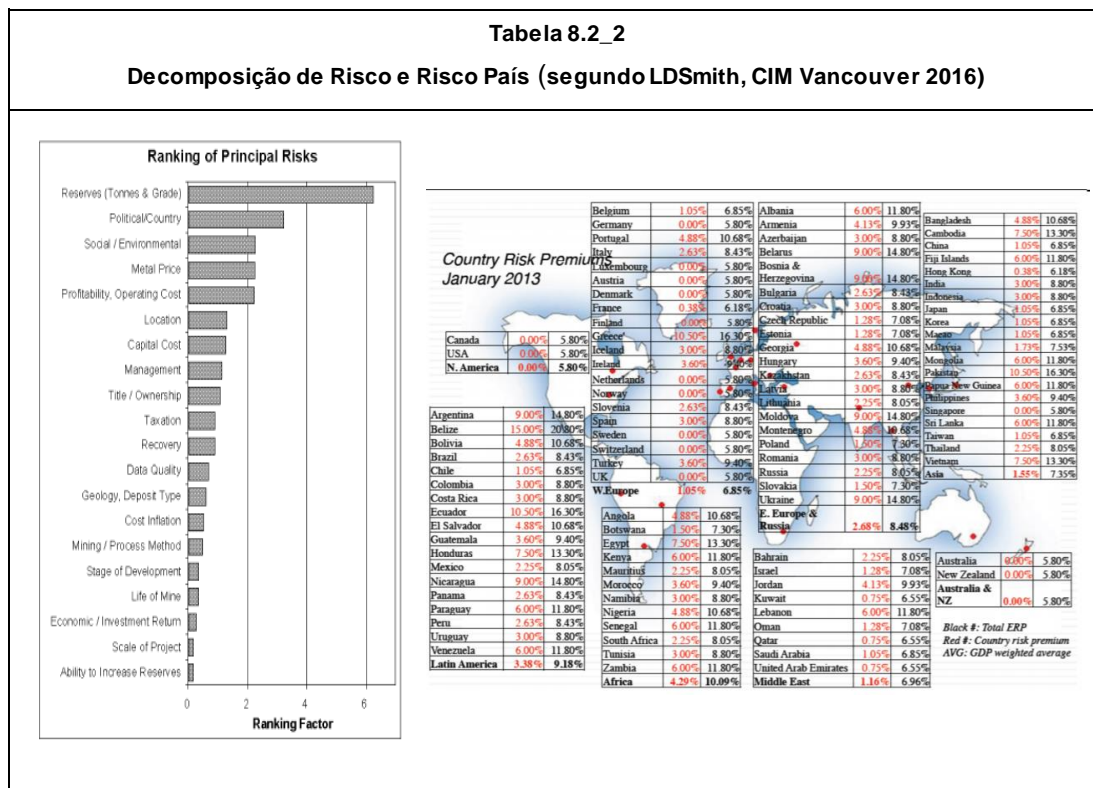 Tabela 8.2_2
Decomposição de Risco e Risco País (segundo LDSmith, CIM Vancouver 2016)
Ranking of Principal Risks
Reserves (Tonnes & Grade)
Political/Country
Social / Environmental
Metal Price
Profitability, Operating Cost
Location
Capital Cost
Management
Title / Ownership
Taxation
Recovery
Data Quality
Geology, Deposit Type
Cost Inflation
Mining / Process Method
Stage of Development
Life of Mine
Economic / Investment Return
Scale of Project
Ability to Increase Reserves
0 2 4 6
Ranking Factor
Country Risk Premiums
January 2013
Canada 0.00% 5.80%
USA 0.00% 5.80%
N. America 0.00% 5.80%
Argentina 9.00% 14.80%
Belize 15.00% 20.80%
Bolivia 4.88% 10.68%
Brazil 2.63% 8.43%
Chile 1.05% 6.85%
Colombia 3.00% 8.80%
Costa Rica 3.00% 8.80%
Ecuador 10.50% 16.30%
El Salvador 4.88% 10.68%
Guatemala 3.60% 9.40%
Honduras 7.50% 13.30%
Mexico 2.25% 8.05%
Nicaragua 9.00% 14.80%
Panama 2.63% 8.43%
Paraguay 6.00% 11.80%
Peru 2.63% 8.43%
Uruguay 3.00% 8.80%
Venezuela 6.00% 11.80%
Latin America 3.38% 9.18%
Belgium 1.05% 6.85%
Germany 0.00% 5.80%
Portugal 4.88% 10.68%
Italy 2.63% 8.43%
Luxembourg 0.00% 5.80%
Austria 0.00% 5.80%
Denmark 0.00% 5.80%
France 0.38% 6.18%
Finland 0.00% 5.80%
Greece 10.50% 16.30%
Iceland 3.00% 8.80%
Ireland 3.60% 9.40%
Netherlands 0.00% 5.80%
Norway 0.00% 5.80%
Slovenia 2.63% 8.43%
Spain 3.00% 8.80%
Sweden 0.00% 5.80%
Switzerland 0.00% 5.80%
Turkey 3.60% 9.40%
UK 0.00% 5.80%
W.Europe 1.05% 6.85%
Angola 4.88% 10.68%
Botswana 1.50% 7.30%
Egypt 7.50% 13.30%
Kenya 6.00% 11.80%
Mauritius 2.25% 8.05%
Morocco 3.60% 9.40%
Namibia 3.00% 8.80%
Nigeria 4.88% 10.68%
Senegal 6.00% 11.80%
South Africa 2.25% 8.05%
Tunisia 3.00% 8.80%
Zambia 6.00% 11.80%
Africa 4.29% 10.09%
Albania 6.00% 11.80%
Armenia 4.13% 9.93%
Azerbaijan 3.00% 8.80%
Belarus 9.00% 14.80%
Bosnia &
Herzegovina 9.00% 14.80%
Bulgaria 2.63% 8.43%
Croatia 3.00% 8.80%
Czech Republic 1.28% 7.08%
Estonia 1.28% 7.08%
Georgia 4.88% 10.68%
Hungary 3.60% 9.40%
Kazakhstan 2.63% 8.43%
Latvia 3.00% 8.80%
Lithuania 2.25% 8.05%
Moldova 9.00% 14.80%
Montenegro 4.88% 10.68%
Poland 1.50% 7.30%
Romania 3.00% 8.80%
Russia 2.25% 8.05%
Slovakia 1.50% 7.30%
Ukraine 9.00% 14.80%
E. Europe &
Russia 2.68% 8.48%
Bahrain 2.25% 8.05%
Israel 1.28% 7.08%
Jordan 4.13% 9.93%
Kuwait 0.75% 6.55%
Lebanon 6.00% 11.80%
Oman 1.28% 7.08%
Qatar 0.75% 6.55%
Saudi Arabia 1.05% 6.85%
United Arab Emirates 0.75% 6.55%
Middle East 1.16% 6.96%
Bangladesh 4.88% 10.68%
Cambodia 7.50% 13.30%
China 1.05% 6.85%
Fiji Islands 6.00% 11.80%
Hong Kong 0.38% 6.18%
India 3.00% 8.80%
Indonesia 3.00% 8.80%
Japan 1.05% 6.85%
Korea 1.05% 6.85%
Macao 1.05% 6.85%
Malaysia 1.73% 7.53%
Mongolia 6.00% 11.80%
Pakistan 10.50% 16.30%
Papua New Guinea 6.00% 11.80%
Philippines 3.60% 9.40%
Singapore 0.00% 5.80%
Sri Lanka 6.00% 11.80%
Taiwan 1.05% 6.85%
Thailand 2.25% 8.05%
Vietnam 7.50% 13.30%
Asia 1.55% 7.35%
Australia 0.00% 5.80%
New Zealand 0.00% 5.80%
Australia &
NZ 0.00% 5.80%
Black #: Total ERP
Red #: Country risk premium
AVG: GDP weighted average